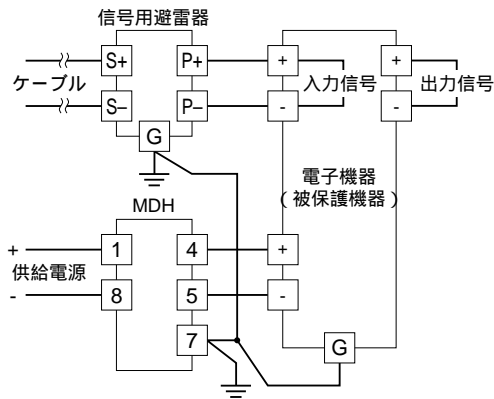 信号用避雷器
S+ P+ + +
ケーブル 入力信号 出力信号
S– P– - -
G
電子機器
(被保護機器)
MDH
+ 1 4 +
供給電源
- 8 5 -
7 G